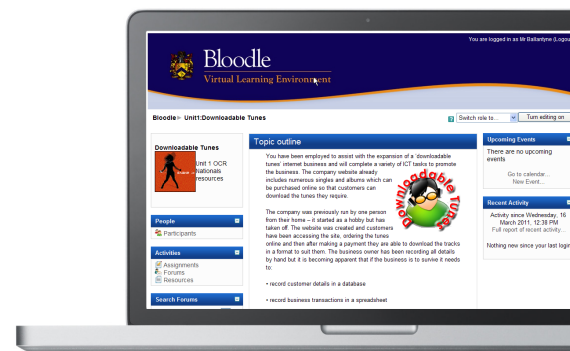 You are logged in as Mr Ballantyne (Logou
Bloodle
Virtual Learning Environment
Bloodle ► Unit1:Downloadable Tunes
Switch role to...
Turn editing on
Downloadable Tunes
Unit 1 OCR
Nationals
resources
People
Participants
Activities
Assignments
Forums
Resources
Search Forums
Topic outline
You have been employed to assist with the expansion of a 'downloadable
tunes' internet business and will complete a variety of ICT tasks to promote
the business. The company website already
includes numerous singles and albums which can
be purchased online so that customers can
download the tunes they require.
Downloadable Tunes
The company was previously run by one person
from their home – it started as a hobby but has
taken off. The website was created and customers
have been accessing the site, ordering the tunes
online and then after making a payment they are able to download the tracks
in a format to suit them. The business owner has been recording all details
by hand but it is becoming apparent that if the business is to survive it needs
to:
• record customer details in a database
• record business transactions in a spreadsheet
Upcoming Events
There are no upcoming
events
Go to calendar...
New Event...
Recent Activity
Activity since Wednesday, 16
March 2011, 12:38 PM
Full report of recent activity...
Nothing new since your last login